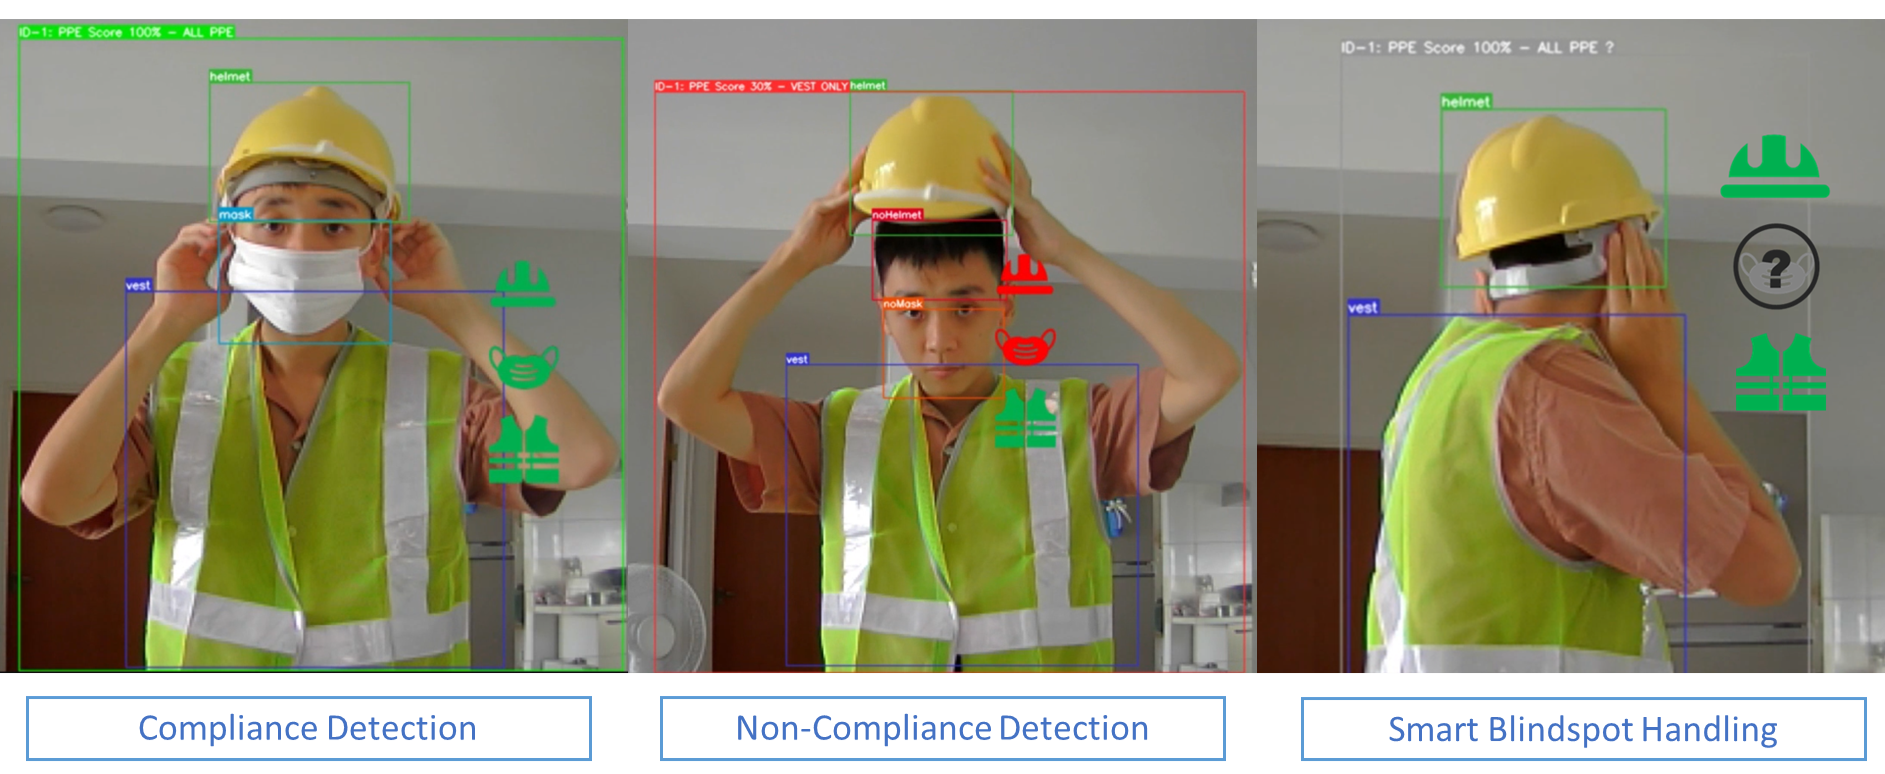 ID-1: PPE Score 100% - ALL PPE
helmet
mask
vest
ID-1: PPE Score 30% - VEST ONLY
helmet
noHelmet
noMask
vest
ID-1: PPE Score 100% - ALL PPE ?
helmet
?
vest
Compliance Detection
Non-Compliance Detection
Smart Blindspot Handling